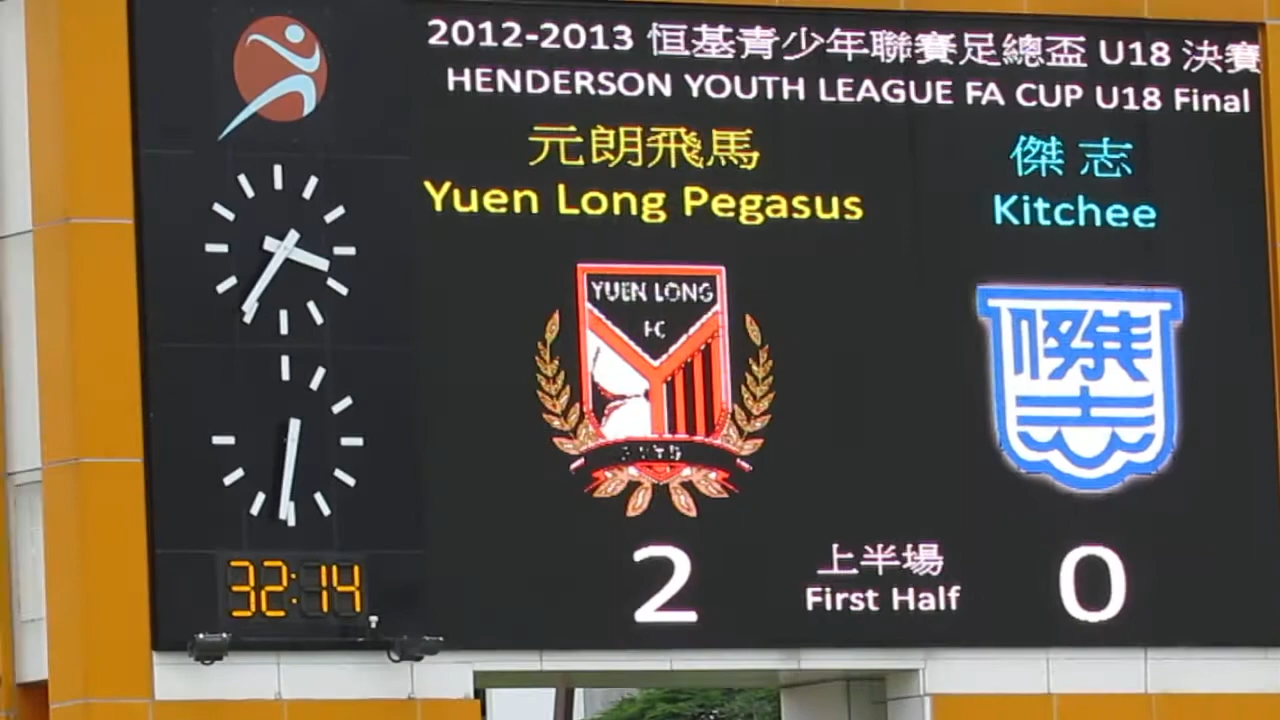 2012-2013 恒基青少年聯賽足總盃 U18 決賽
HENDERSON YOUTH LEAGUE FA CUP U18 Final
元朗飛馬
Yuen Long Pegasus
傑志
Kitchee
YUEN LONG
FC
傑志
2
上半場
First Half
0
32:14